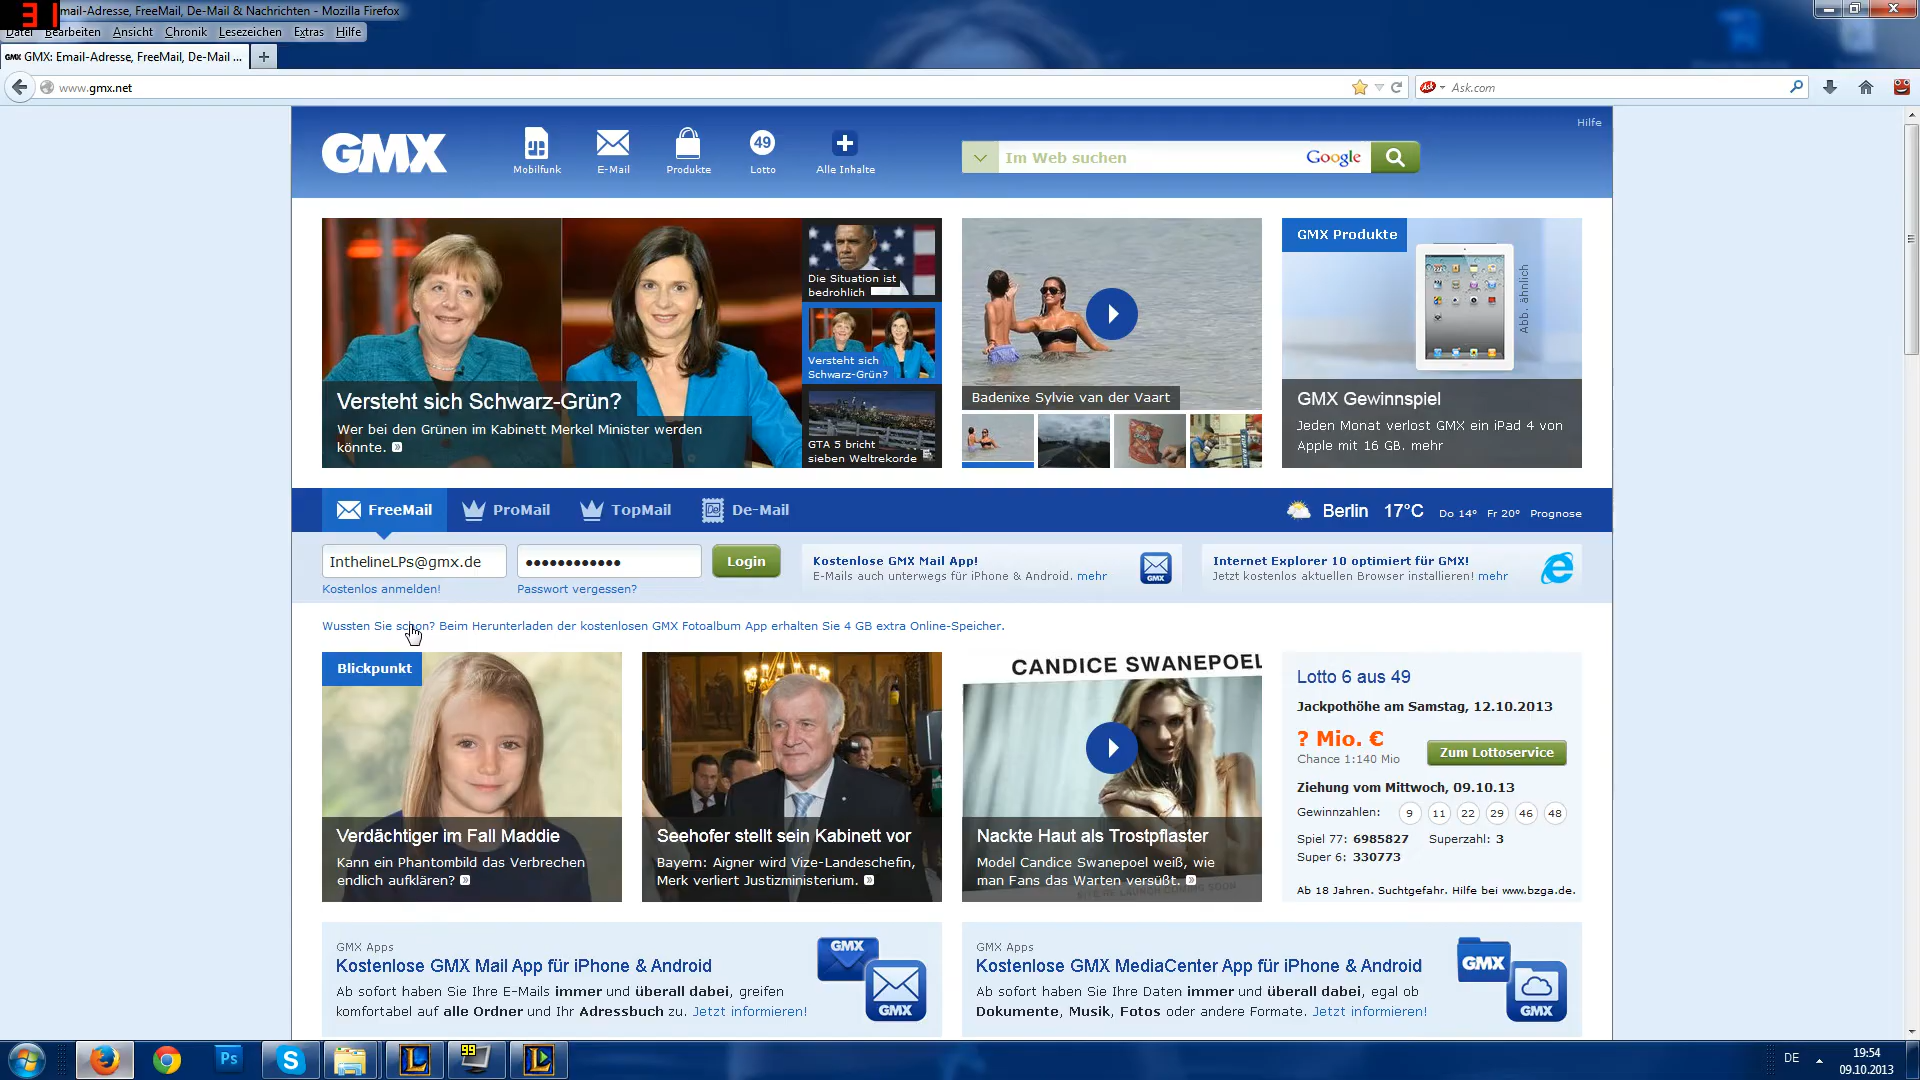 31
mail-Adresse, FreeMail, De-Mail & Nachrichten - Mozilla Firefox
Datei Bearbeiten Ansicht Chronik Lesezeichen Extras Hilfe
GMX GMX: Email-Adresse, FreeMail, De-Mail ...
www.gmx.net
Ask Ask.com
Hilfe
GMX
Mobilfunk E-Mail Produkte 49 Lotto Alle Inhalte
Im Web suchen Google
Die Situation ist
bedrohlich
Versteht sich
Schwarz-Grün?
GTA 5 bricht
sieben Weltrekorde
Versteht sich Schwarz-Grün?
Wer bei den Grünen im Kabinett Merkel Minister werden
könnte.
Badenixe Sylvie van der Vaart
GMX Produkte
Abb. ähnlich
GMX Gewinnspiel
Jeden Monat verlost GMX ein iPad 4 von
Apple mit 16 GB. mehr
FreeMail ProMail TopMail De De-Mail
Berlin 17°C Do 14° Fr 20° Prognose
InthelineLPs@gmx.de
●●●●●●●●●●●●
Login
Kostenlos anmelden! Passwort vergessen?
Kostenlose GMX Mail App!
E-Mails auch unterwegs für iPhone & Android. mehr
GMX
Internet Explorer 10 optimiert für GMX!
Jetzt kostenlos aktuellen Browser installieren! mehr
Wussten Sie schon? Beim Herunterladen der kostenlosen GMX Fotoalbum App erhalten Sie 4 GB extra Online-Speicher.
Blickpunkt
Verdächtiger im Fall Maddie
Kann ein Phantombild das Verbrechen
endlich aufklären?
Seehofer stellt sein Kabinett vor
Bayern: Aigner wird Vize-Landeschefin,
Merk verliert Justizministerium.
CANDICE SWANEPOEL
Nackte Haut als Trostpflaster
Model Candice Swanepoel weiß, wie
man Fans das Warten versüßt.
Lotto 6 aus 49
Jackpothöhe am Samstag, 12.10.2013
? Mio. €
Chance 1:140 Mio
Zum Lottoservice
Ziehung vom Mittwoch, 09.10.13
Gewinnzahlen: 9 11 22 29 46 48
Spiel 77: 6985827 Superzahl: 3
Super 6: 330773
Ab 18 Jahren. Suchtgefahr. Hilfe bei www.bzga.de.
GMX Apps
Kostenlose GMX Mail App für iPhone & Android
Ab sofort haben Sie Ihre E-Mails immer und überall dabei, greifen
komfortabel auf alle Ordner und Ihr Adressbuch zu. Jetzt informieren!
GMX
GMX
GMX Apps
Kostenlose GMX MediaCenter App für iPhone & Android
Ab sofort haben Sie Ihre Daten immer und überall dabei, egal ob
Dokumente, Musik, Fotos oder andere Formate. Jetzt informieren!
GMX
GMX
Ps
S
L
99
L
DE
19:54
09.10.2013